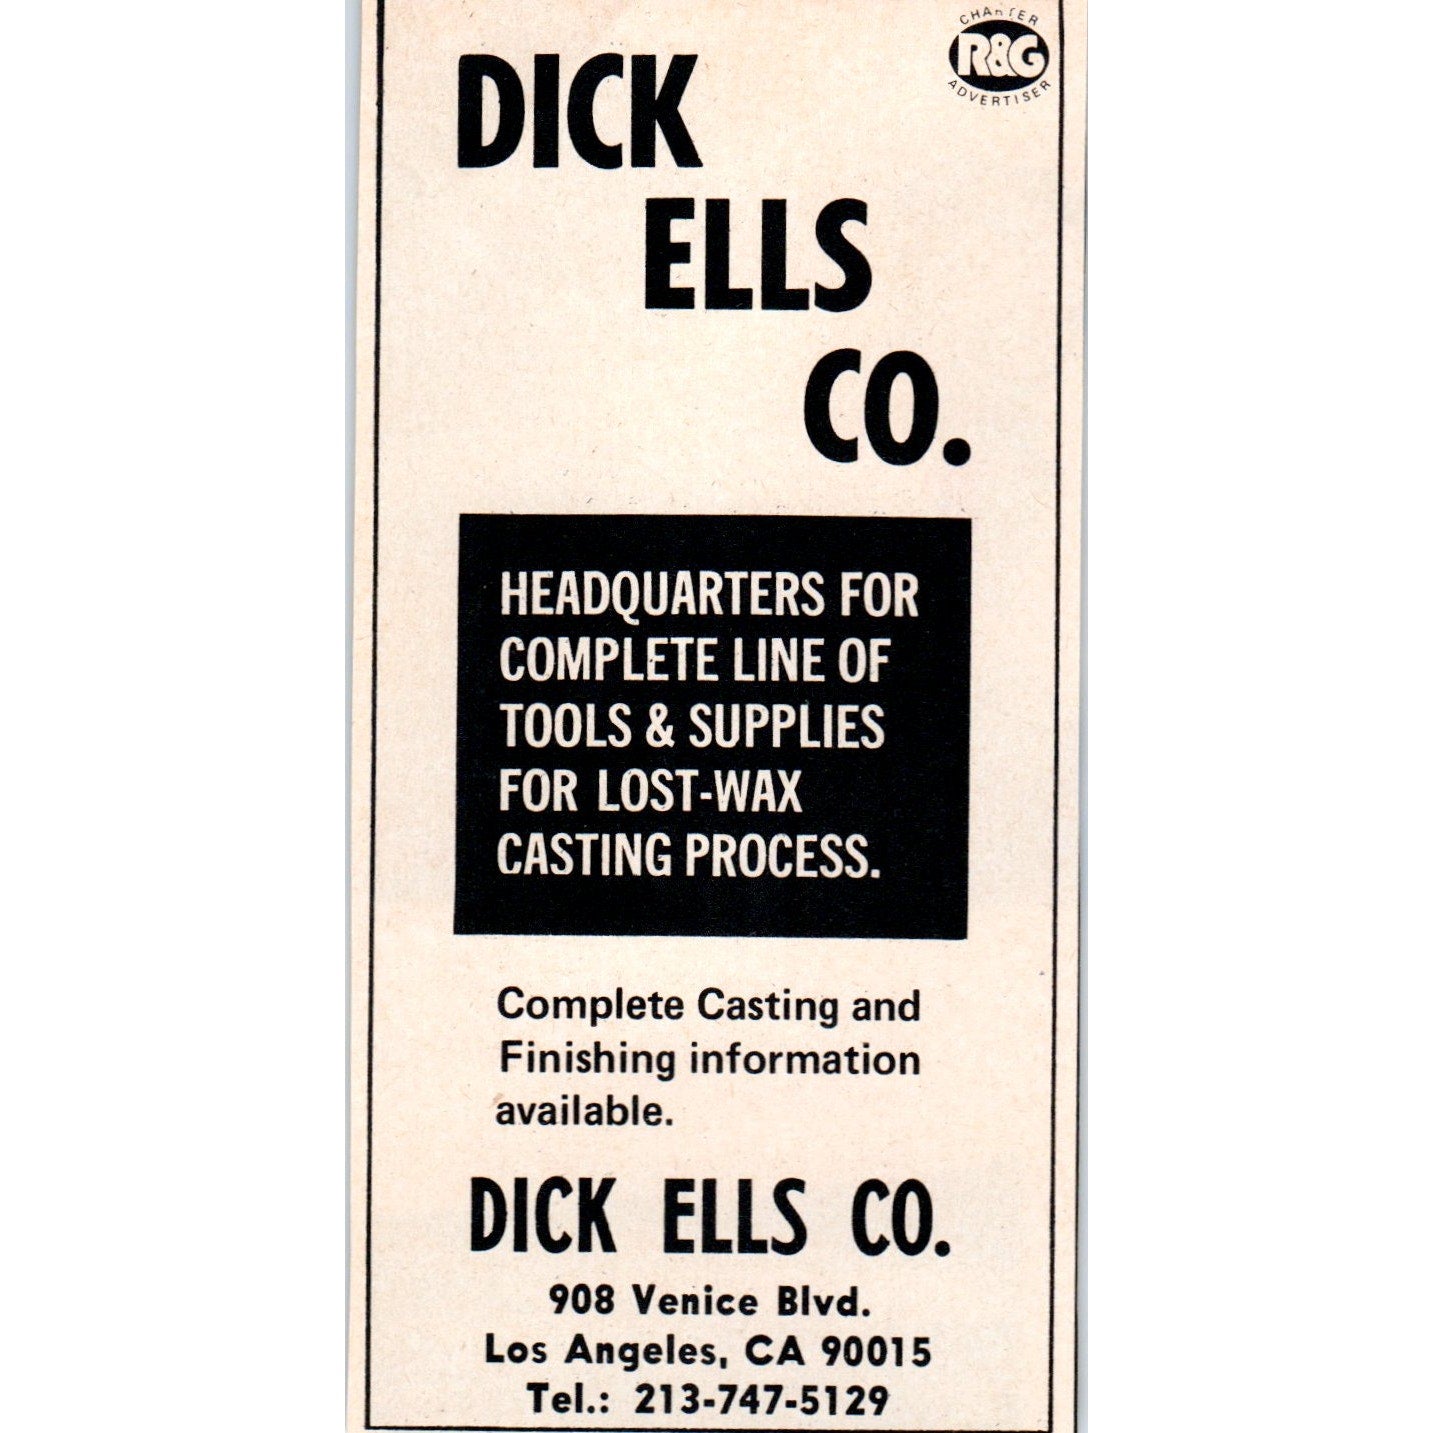 CHARTER
R&G
ADVERTISER
DICK
ELLS
CO.
HEADQUARTERS FOR
COMPLETE LINE OF
TOOLS & SUPPLIES
FOR LOST-WAX
CASTING PROCESS.
Complete Casting and
Finishing information
available.
DICK ELLS CO.
908 Venice Blvd.
Los Angeles, CA 90015
Tel.: 213-747-5129